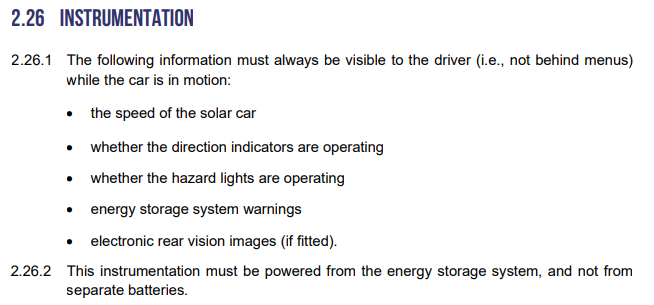 2.26 INSTRUMENTATION
2.26.1 The following information must always be visible to the driver (i.e., not behind menus)
while the car is in motion:
• the speed of the solar car
• whether the direction indicators are operating
• whether the hazard lights are operating
• energy storage system warnings
• electronic rear vision images (if fitted).
2.26.2 This instrumentation must be powered from the energy storage system, and not from
separate batteries.